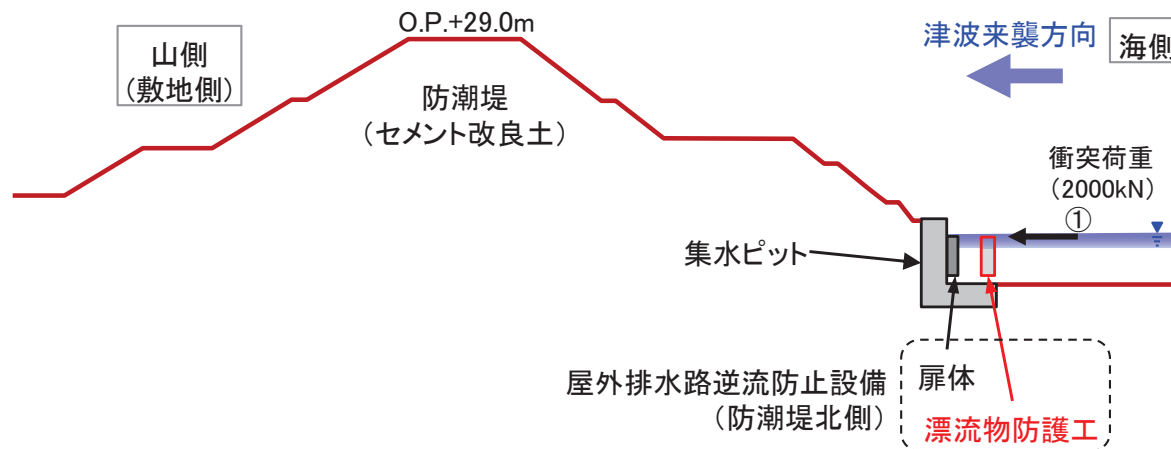 O.P.+29.0m
山側
(敷地側)
防潮堤
(セメント改良土)
津波来襲方向
海側
衝突荷重
(2000kN)
①
集水ピット
屋外排水路逆流防止設備
(防潮堤北側)
扉体
漂流物防護工